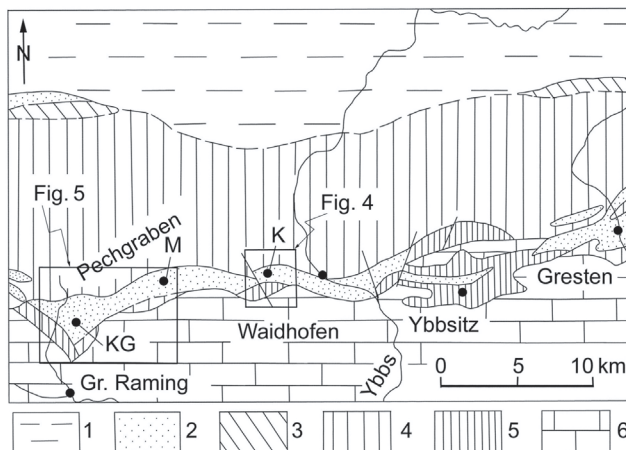 N
Fig. 5
Pechgraben
M
K
Fig. 4
KG
Gr. Raming
Waidhofen
Ybbs
Ybbsitz
Gresten
0 5 10 km
1 2 3 4 5 6